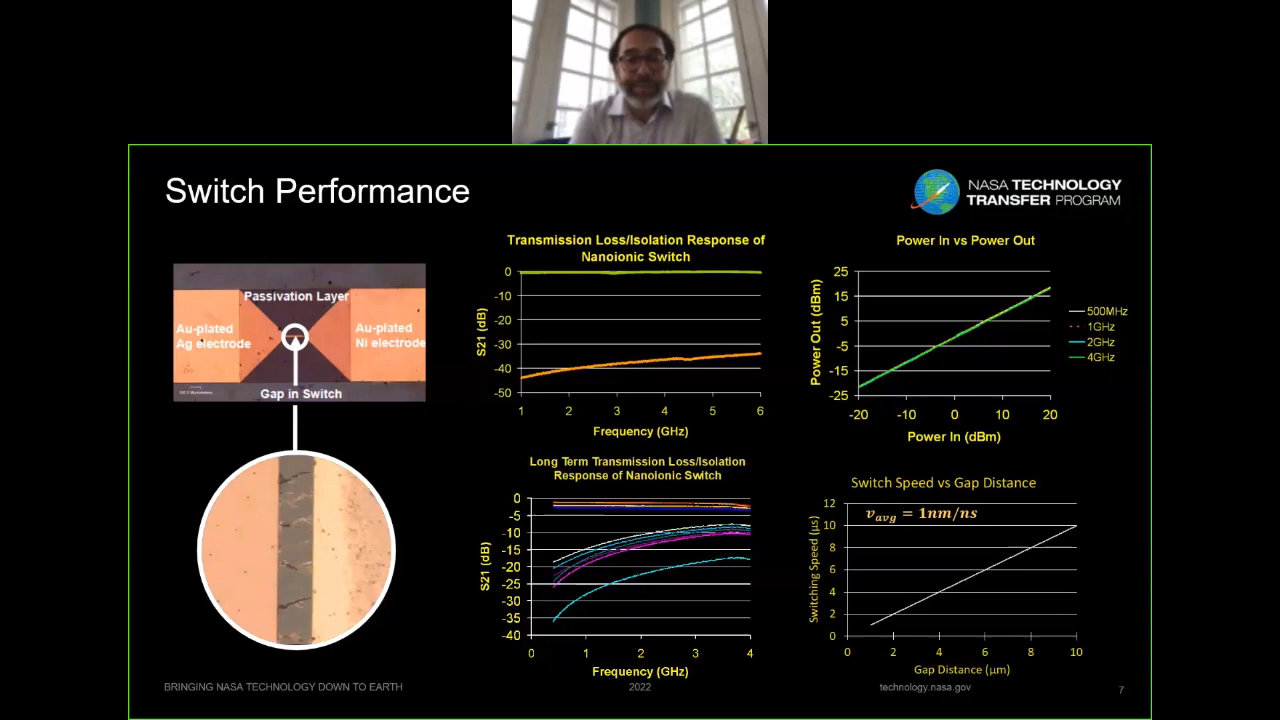 Switch Performance
NASA TECHNOLOGY
TRANSFER PROGRAM
Passivation Layer
Au-plated
Ag electrode
Au-plated
Ni electrode
Gap in Switch
Transmission Loss/Isolation Response of
Nanoionic Switch
S21 (dB)
0
-10
-20
-30
-40
-50
1 2 3 4 5 6
Frequency (GHz)
Power In vs Power Out
Power Out (dBm)
25
15
5
-5
-15
-25
-20 -10 0 10 20
Power In (dBm)
500MHz
1GHz
2GHz
4GHz
Long Term Transmission Loss/Isolation
Response of Nanoionic Switch
S21 (dB)
0
-5
-10
-15
-20
-25
-30
-35
-40
0 1 2 3 4
Frequency (GHz)
Switch Speed vs Gap Distance
v_avg = 1nm/ns
Switching Speed (μs)
12
10
8
6
4
2
0
0 2 4 6 8 10
Gap Distance (μm)
BRINGING NASA TECHNOLOGY DOWN TO EARTH
2022
technology.nasa.gov
7